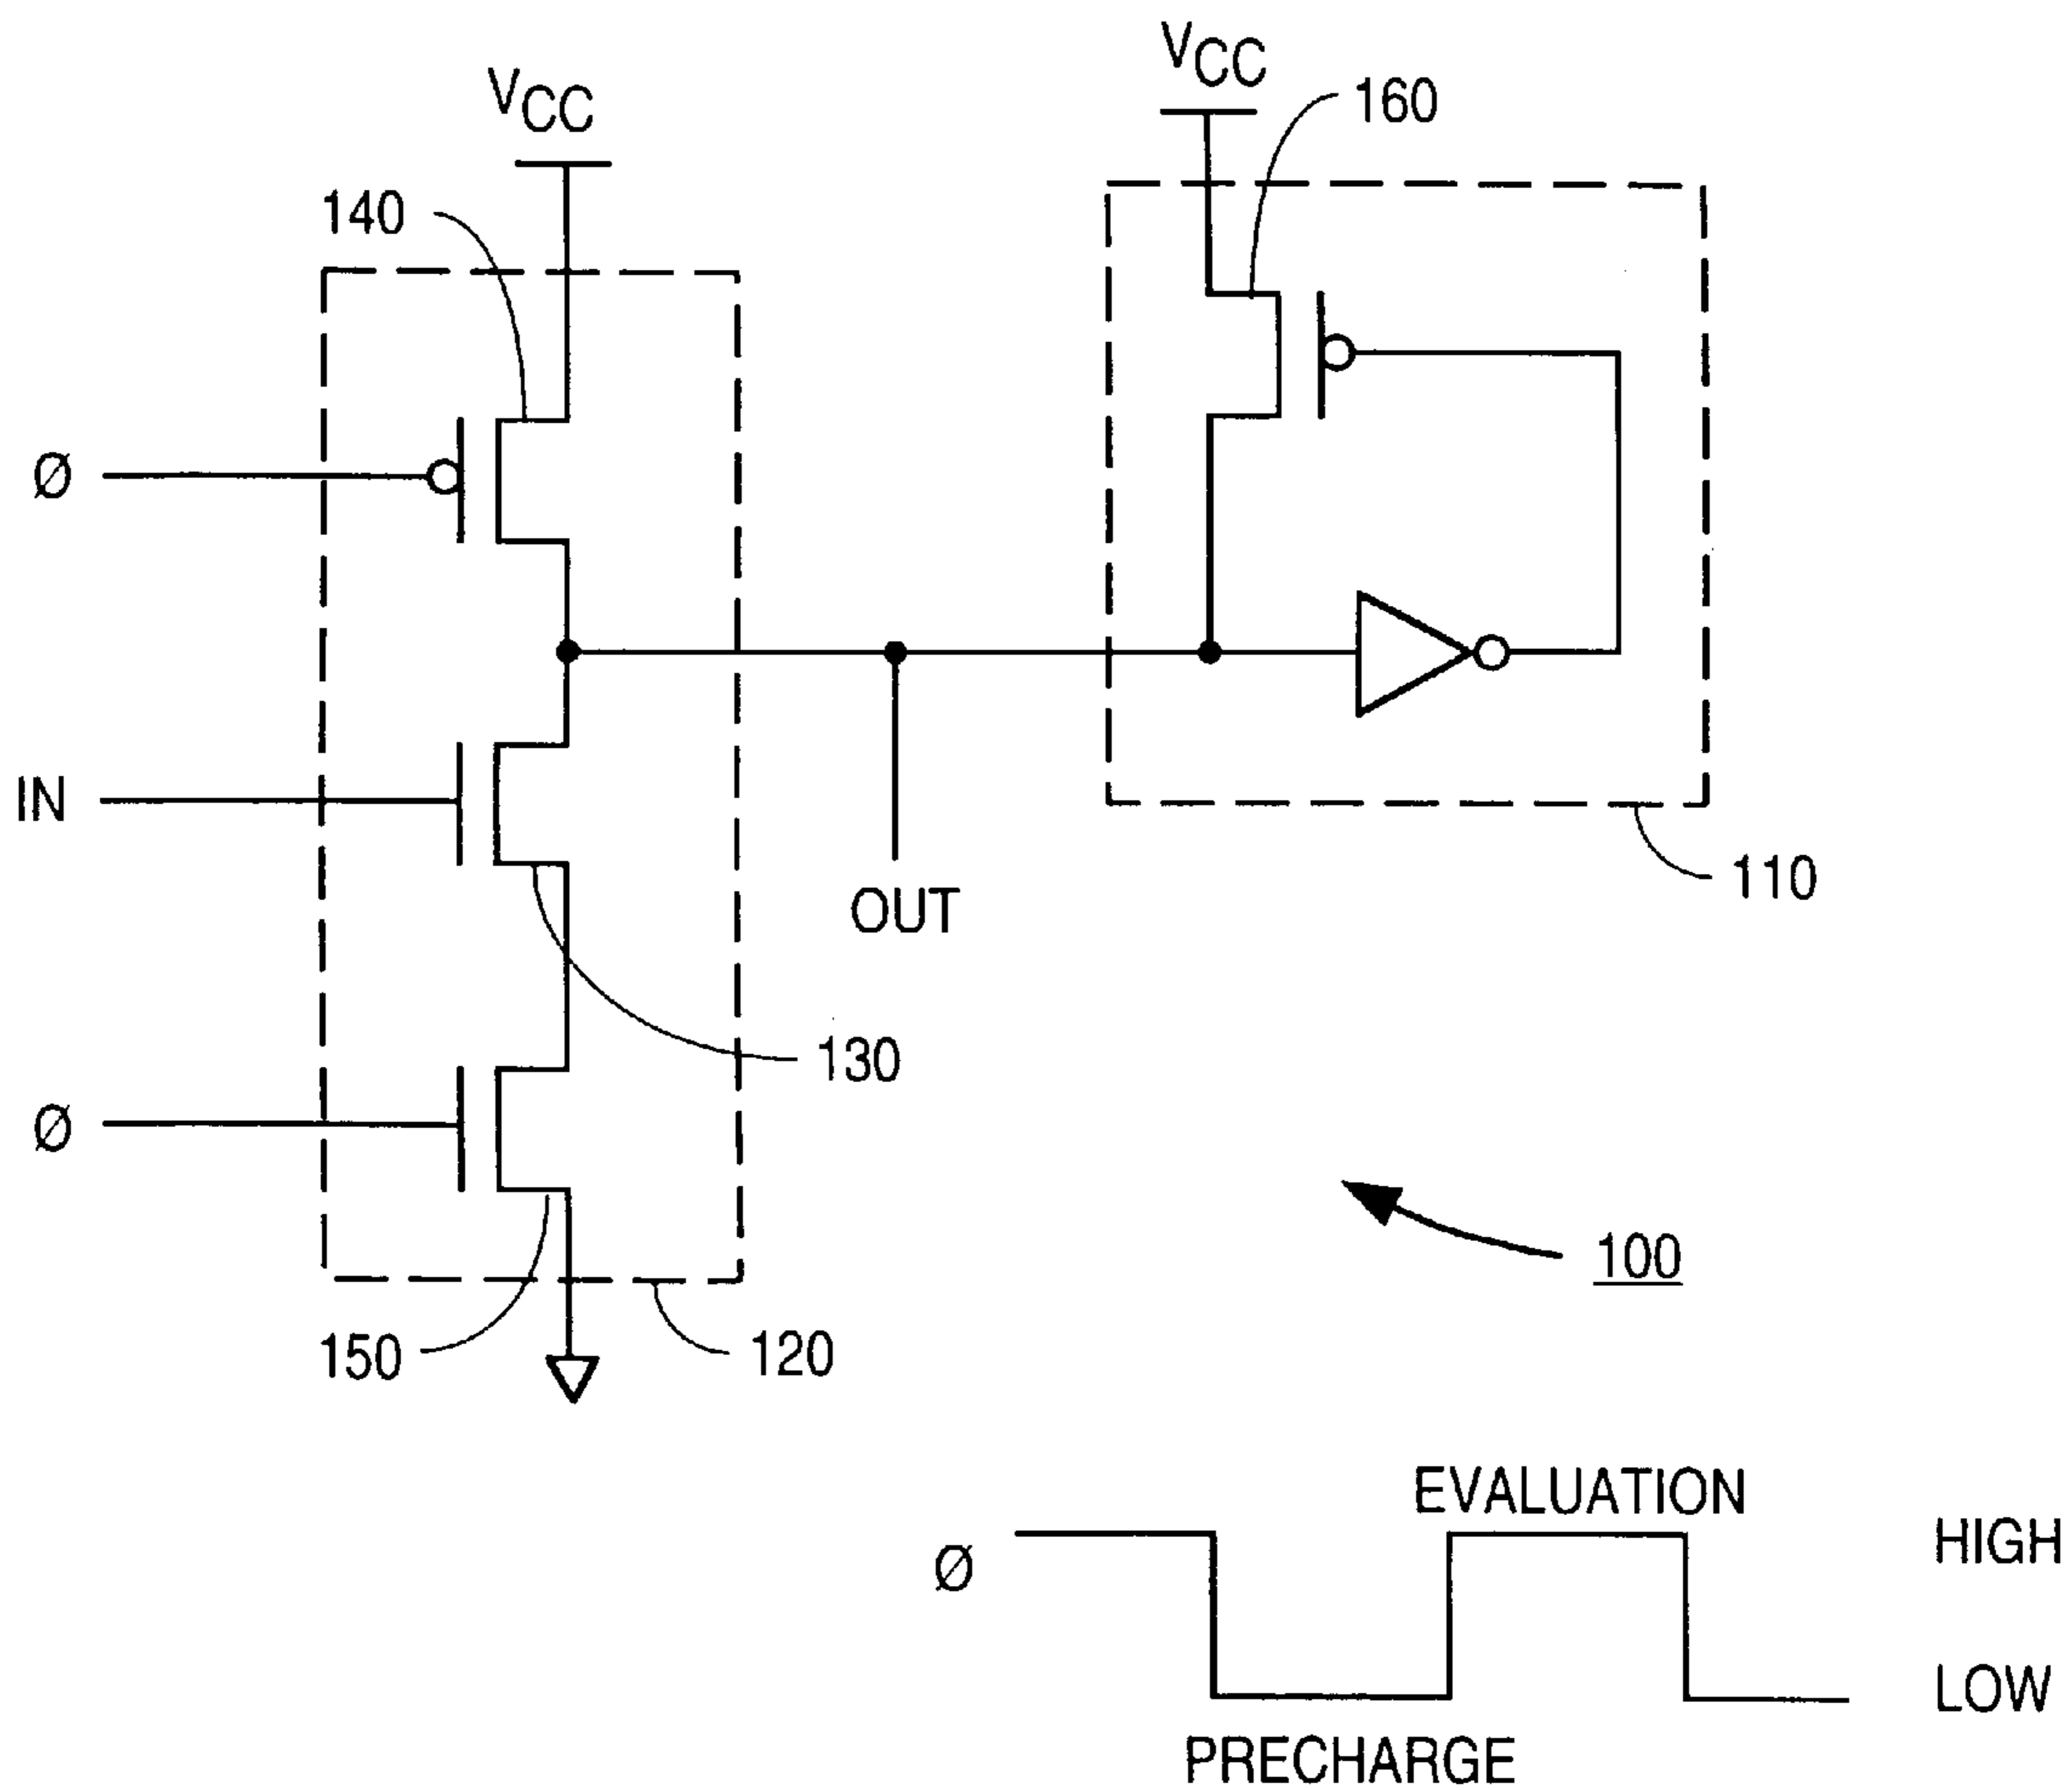 VCC
160
VCC
140
Ø
IN
OUT
110
130
Ø
100
150
120
EVALUATION
HIGH
Ø
LOW
PRECHARGE